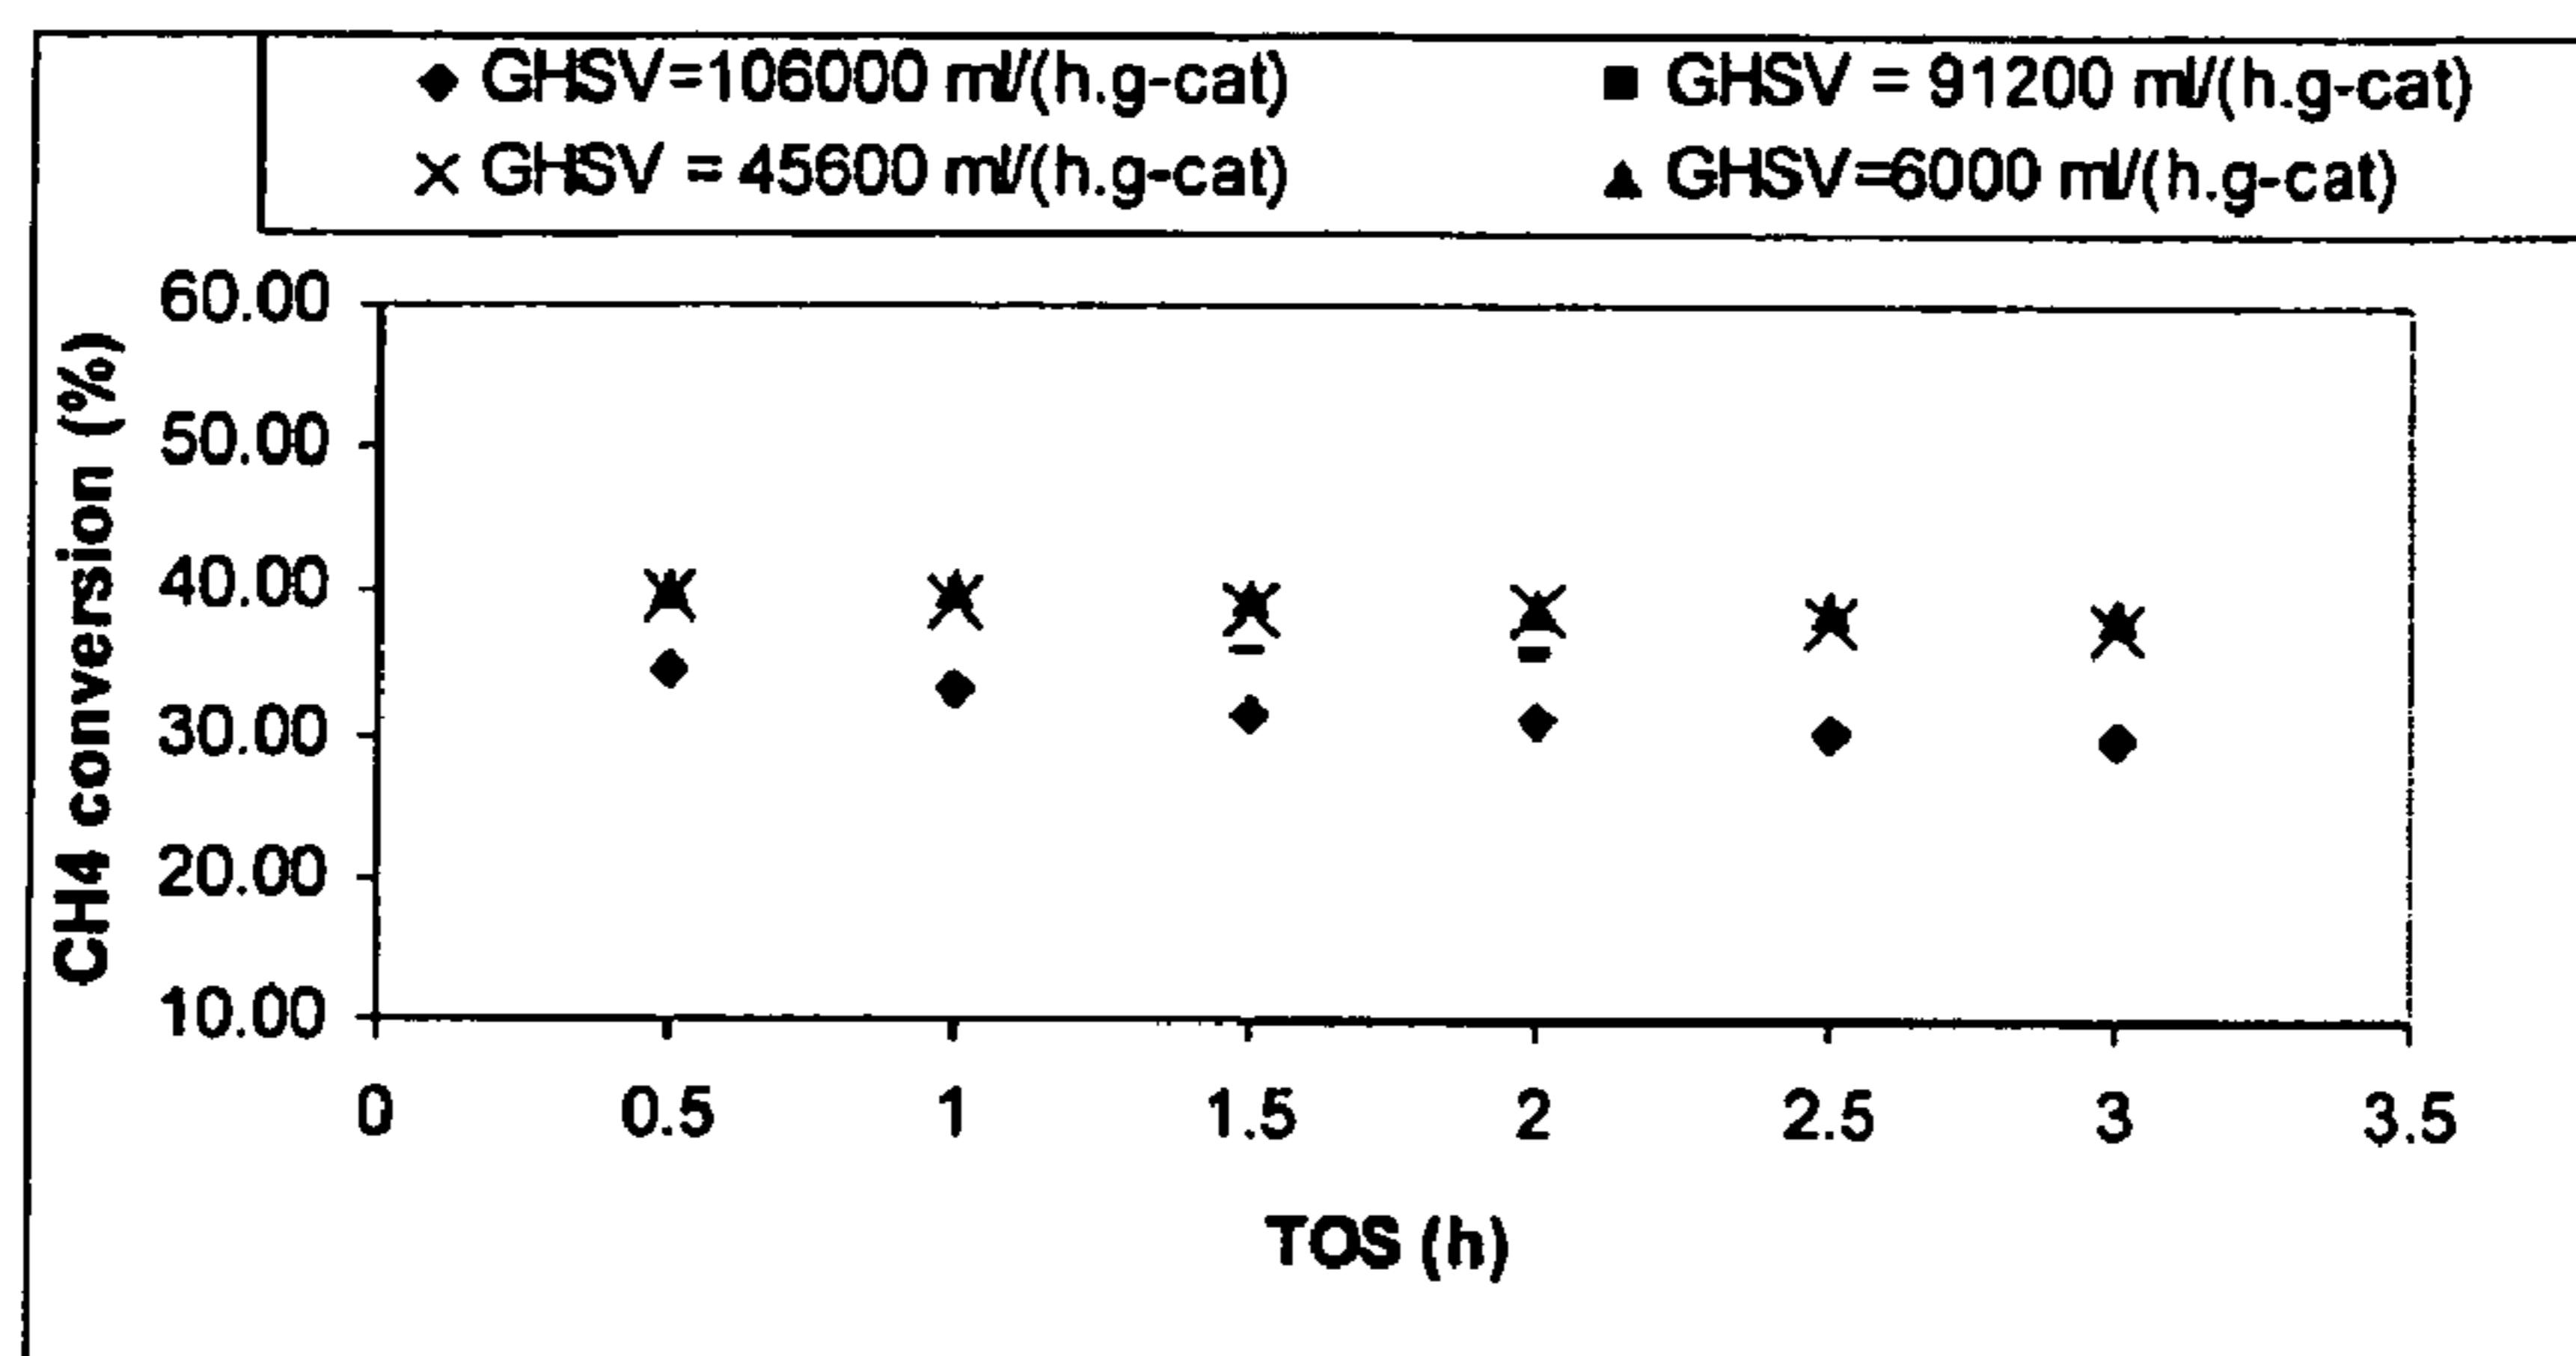 ◆ GHSV=106000 ml/(h.g-cat) ■ GHSV = 91200 ml/(h.g-cat)
× GHSV = 45600 ml/(h.g-cat) ▲ GHSV=6000 ml/(h.g-cat)
CH4 conversion (%)
60.00
50.00
40.00
30.00
20.00
10.00
0 0.5 1 1.5 2 2.5 3 3.5
TOS (h)